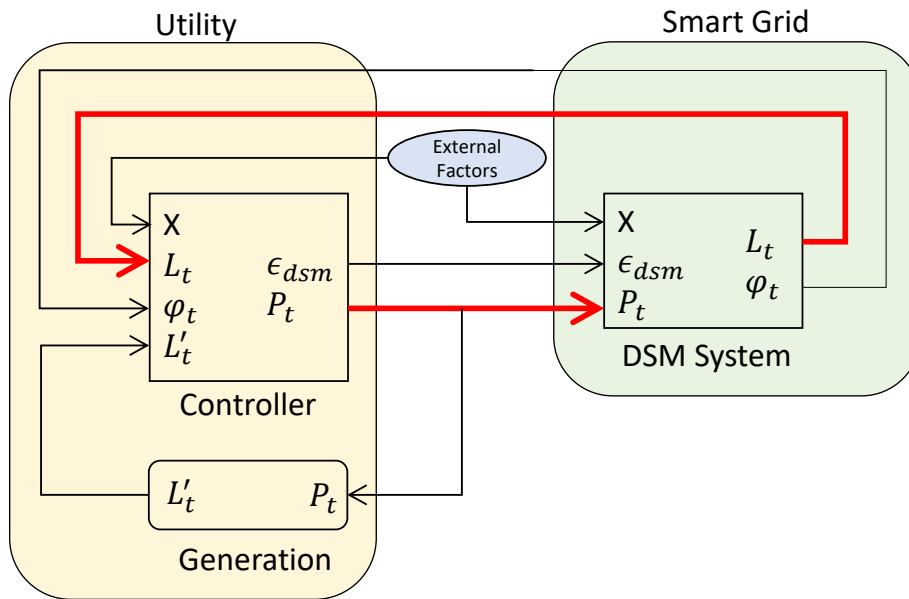 Utility
Smart Grid
External
Factors
X
L_t
φ_t
L'_t
ϵ_dsm
P_t
Controller
X
ϵ_dsm
P_t
L_t
φ_t
DSM System
L'_t
P_t
Generation